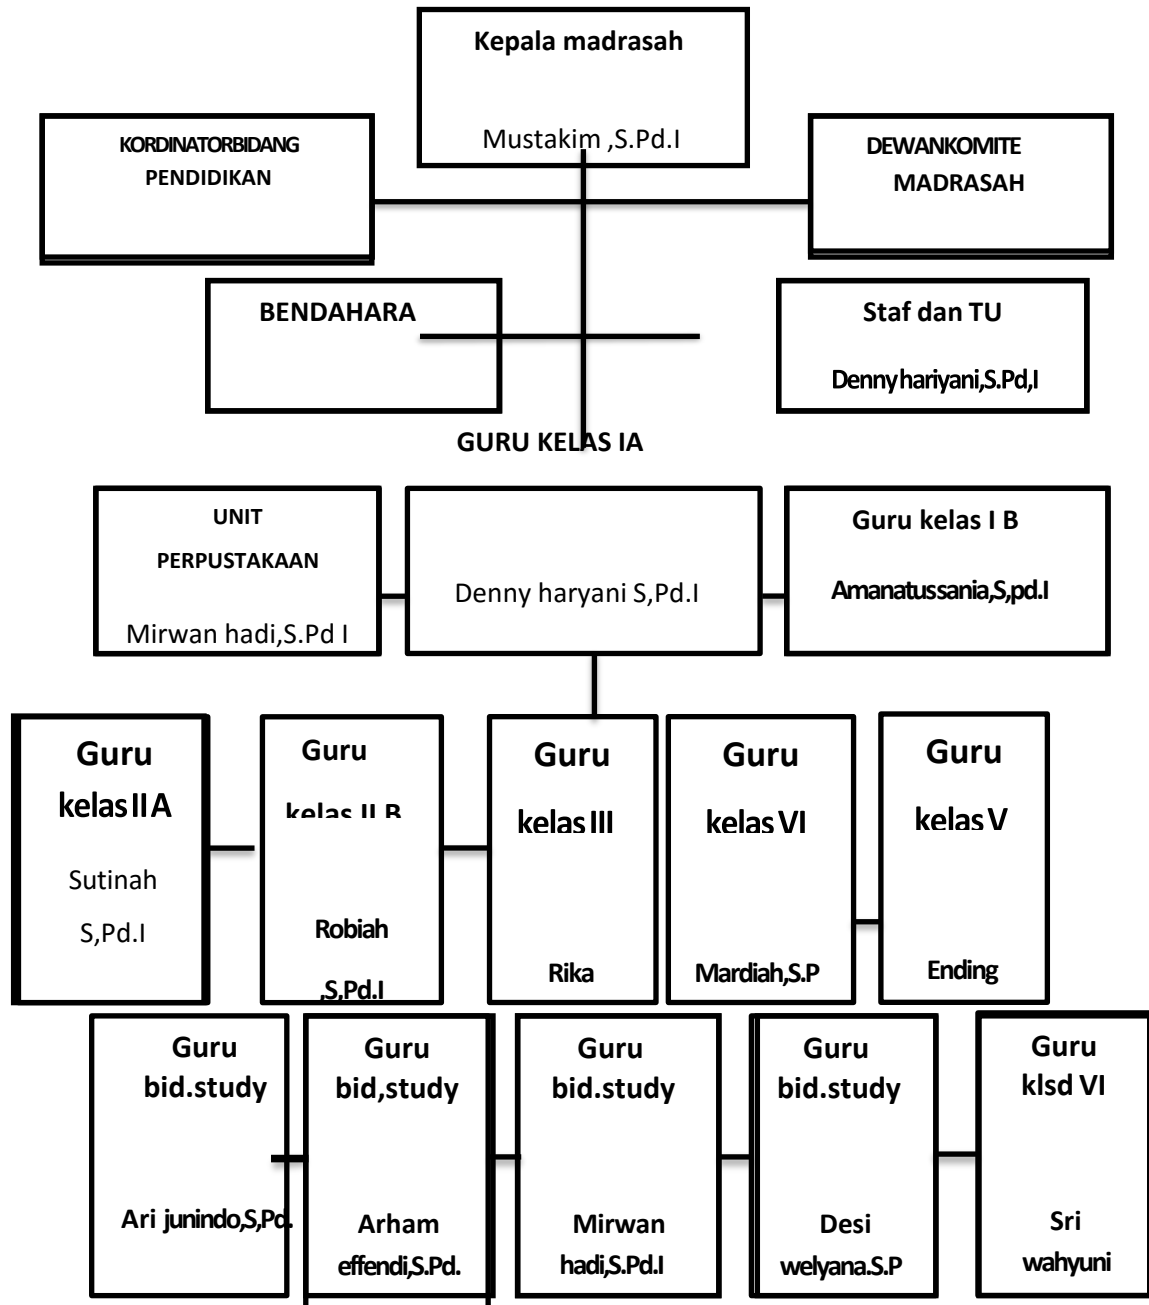 Kepala madrasah
Mustakim ,S.Pd.I
KORDINATORBIDANG
PENDIDIKAN
DEWANKOMITE
MADRASAH
BENDAHARA
Staf dan TU
Denny hariyani,S.Pd,I
GURU KELAS IA
UNIT
PERPUSTAKAAN
Mirwan hadi,S.Pd I
Denny haryani S,Pd.I
Guru kelas I B
Amanatussania,S,pd.I
Guru
kelas II A
Sutinah
S,Pd.I
Guru
kelas II B
Robiah
,S,Pd.I
Guru
kelas III
Rika
Guru
kelas VI
Mardiah,S.P
Guru
kelas V
Ending
Guru
bid.study
Ari junindo,S,Pd.
Guru
bid,study
Arham
effendi,S.Pd.
Guru
bid.study
Mirwan
hadi,S.Pd.I
Guru
bid.study
Desi
welyana.S.P
Guru
klsd VI
Sri
wahyuni